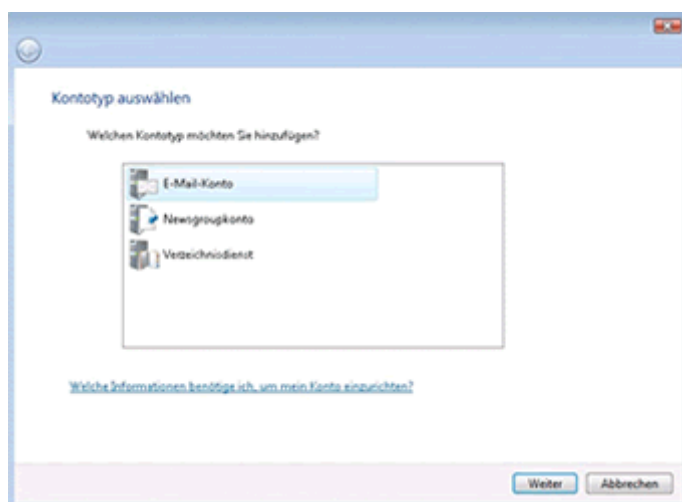 Kontotyp auswählen
Welchen Kontotyp möchten Sie hinzufügen?
E-Mail-Konto
Newsgroupkonto
Verzeichnisdienst
Welche Informationen benötige ich, um mein Konto einzurichten?
Weiter Abbrechen